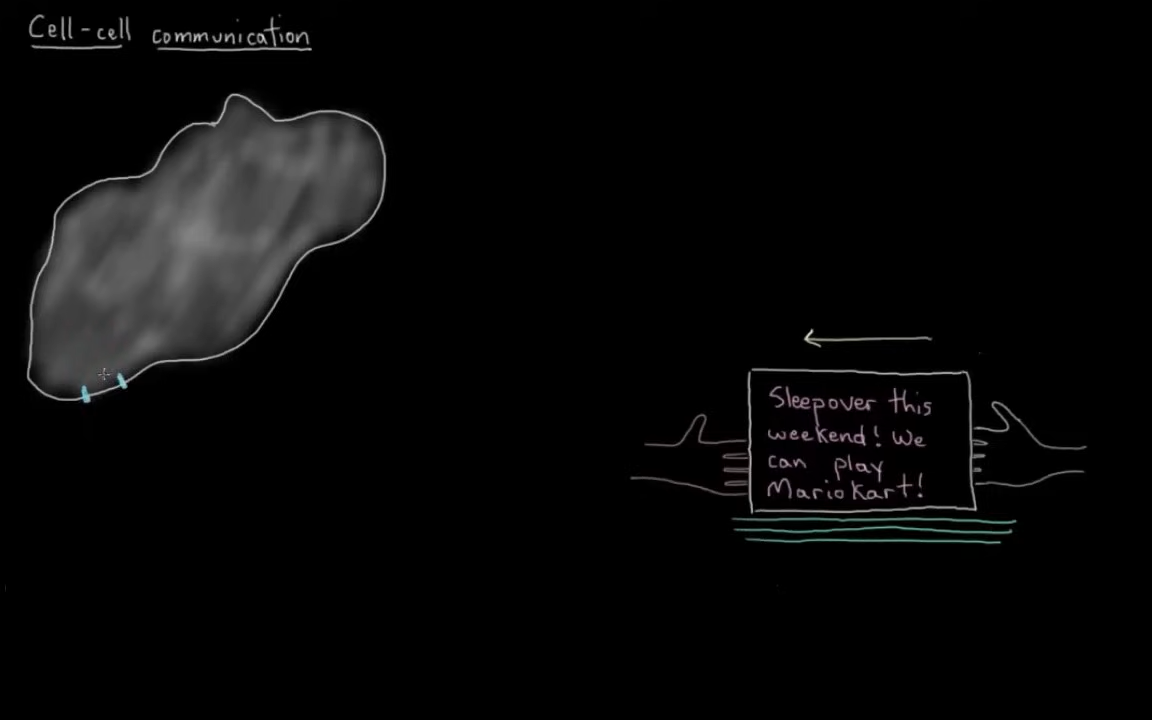 Cell-cell communication
Sleepover this
weekend! We
can play
MarioKart!